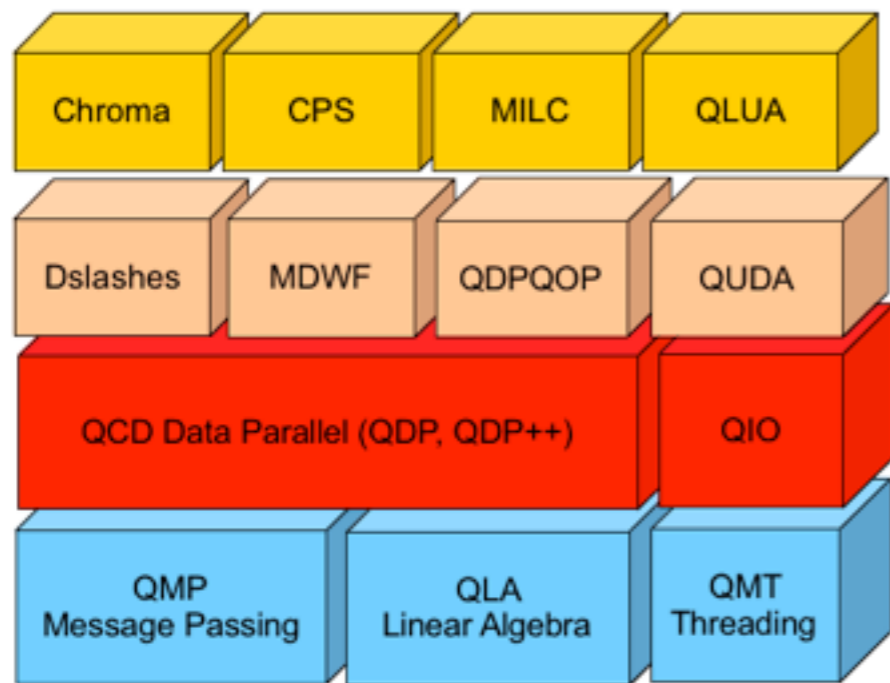 Chroma
CPS
MILC
QLUA
Dslashes
MDWF
QDPQOP
QUDA
QCD Data Parallel (QDP, QDP++)
QIO
QMP
Message Passing
QLA
Linear Algebra
QMT
Threading